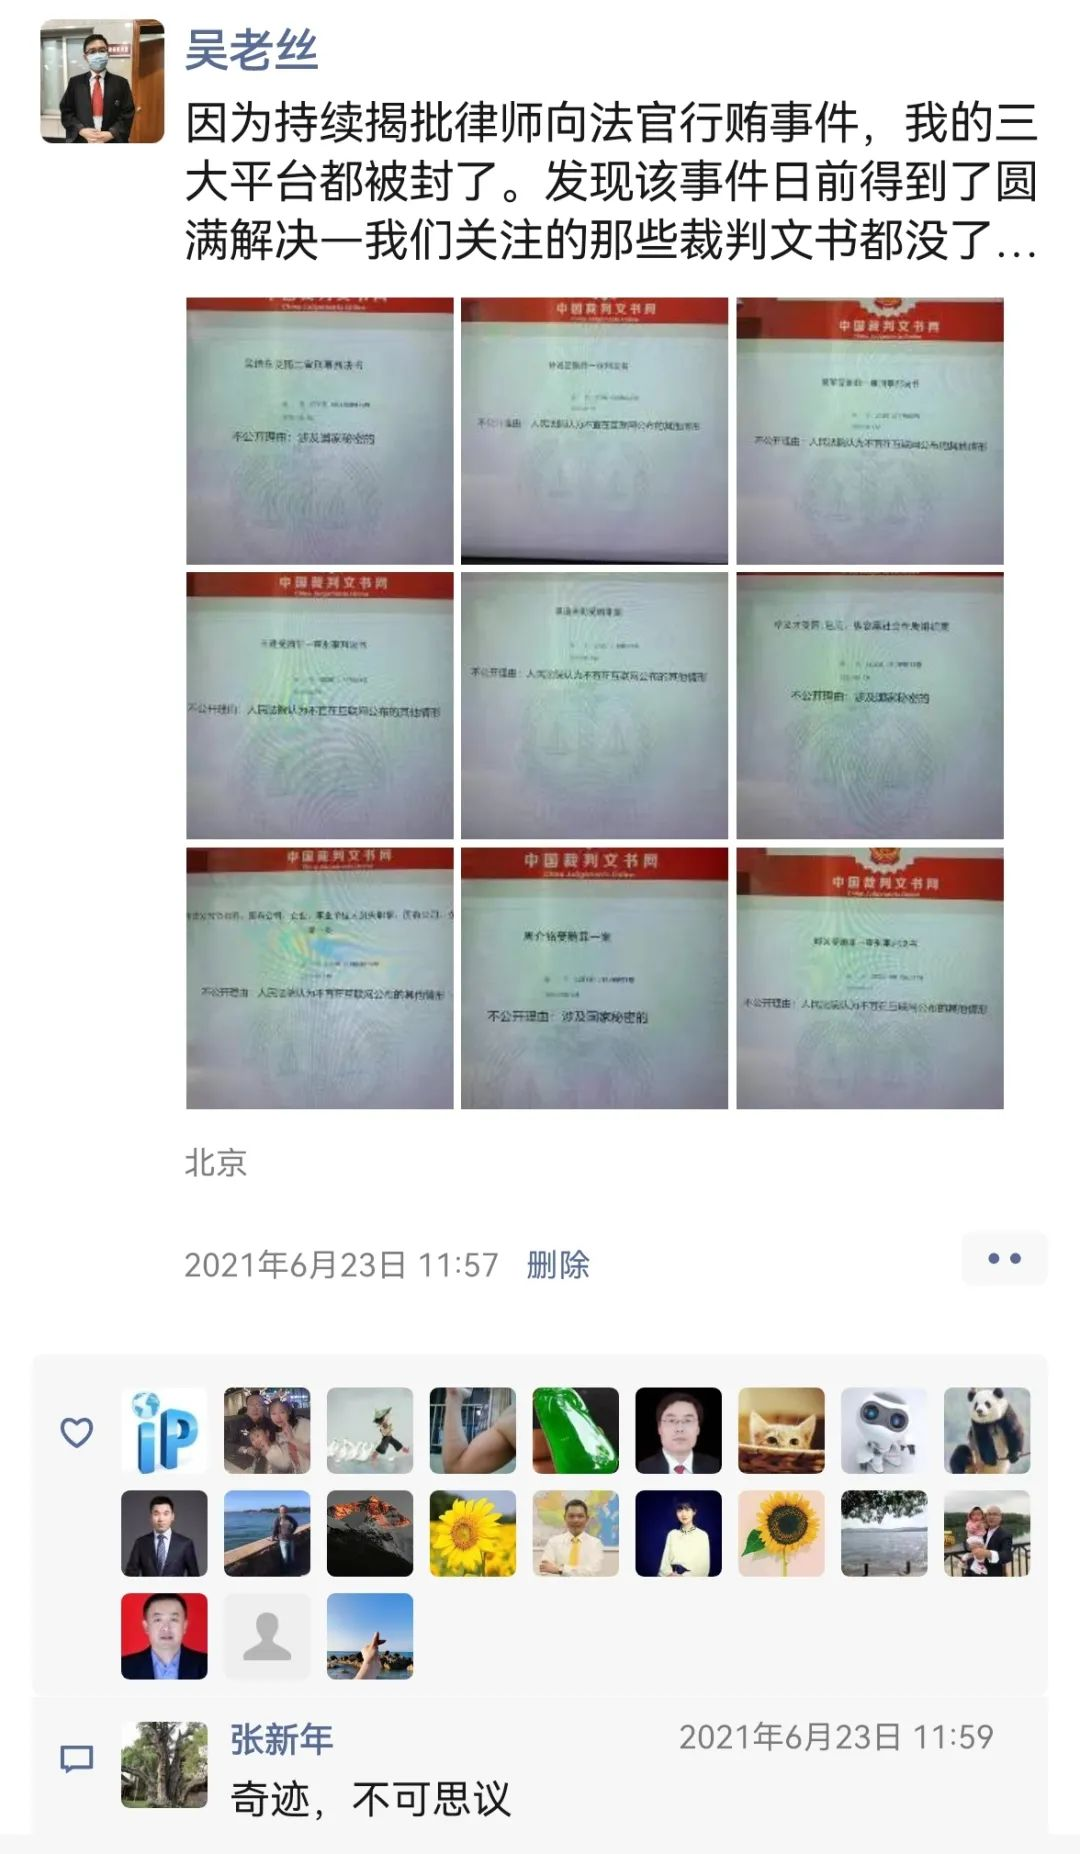 吴老丝
因为持续揭批律师向法官行贿事件，我的三
大平台都被封了。发现该事件日前得到了圆
满解决—我们关注的那些裁判文书都没了...
不公开理由：涉及国家秘密的
中国裁判文书网
China Judgements Online
不公开理由：人民法院认为不宜在互联网公布的其他情形
中国裁判文书网
不公开理由：人民法院认为不宜在互联网公布的其他情形
中国裁判文书网
不公开理由：人民法院认为不宜在互联网公布的其他情形
不公开理由：人民法院认为不宜在互联网公布的其他情形
不公开理由：涉及国家秘密的
中国裁判文书网
不公开理由：人民法院认为不宜在互联网公布的其他情形
中国裁判文书网
China Judgements Online
受贿罪一案
不公开理由：涉及国家秘密的
中国裁判文书网
China Judgements Online
不公开理由：人民法院认为不宜在互联网公布的其他情形
北京
2021年6月23日 11:57 删除
iP
张新年 2021年6月23日 11:59
奇迹，不可思议